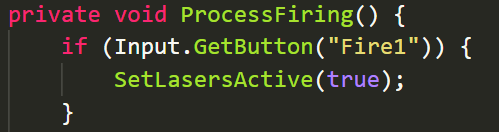 private void ProcessFiring() {
    if (Input.GetButton("Fire1")) {
        SetLasersActive(true);
    }